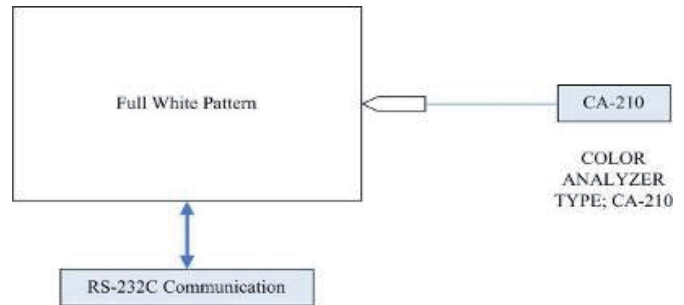 Full White Pattern
CA-210
COLOR
ANALYZER
TYPE; CA-210
RS-232C Communication